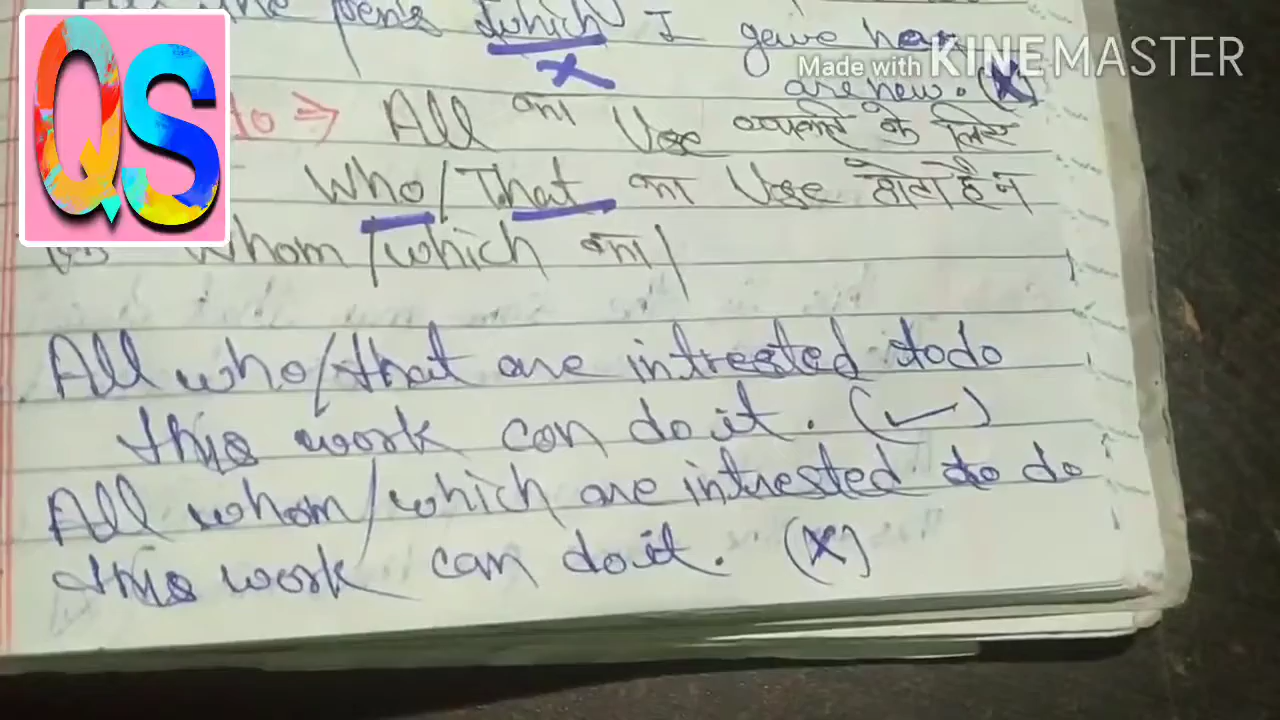 the pens which I gave her
x
Made with KINEMASTER
are new. (X)
QS
to ⇒ All का Use के लिए
Who/That का Use होता है न
Whom/which का|
All who/that are intrested to do
this work can do it. (✓)
All whom/which are intrested to do
this work can do it. (X)